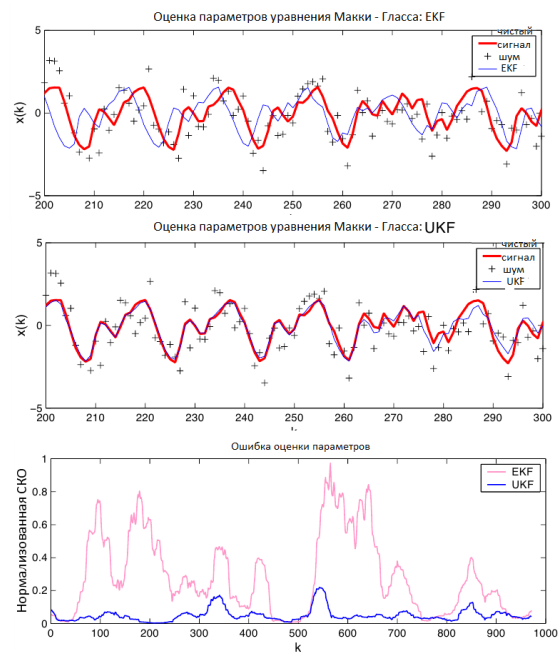 Оценка параметров уравнения Макки - Гласса: EKF
5
0
-5
x(k)
чистый
сигнал
шум
EKF
200 210 220 230 240 250 260 270 280 290 300
Оценка параметров уравнения Макки - Гласса: UKF
5
0
-5
x(k)
чистый
сигнал
шум
UKF
200 210 220 230 240 250 260 270 280 290 300
Ошибка оценки параметров
1
0.8
0.6
0.4
0.2
0
Нормализованная СКО
EKF
UKF
0 100 200 300 400 500 600 700 800 900 1000
k